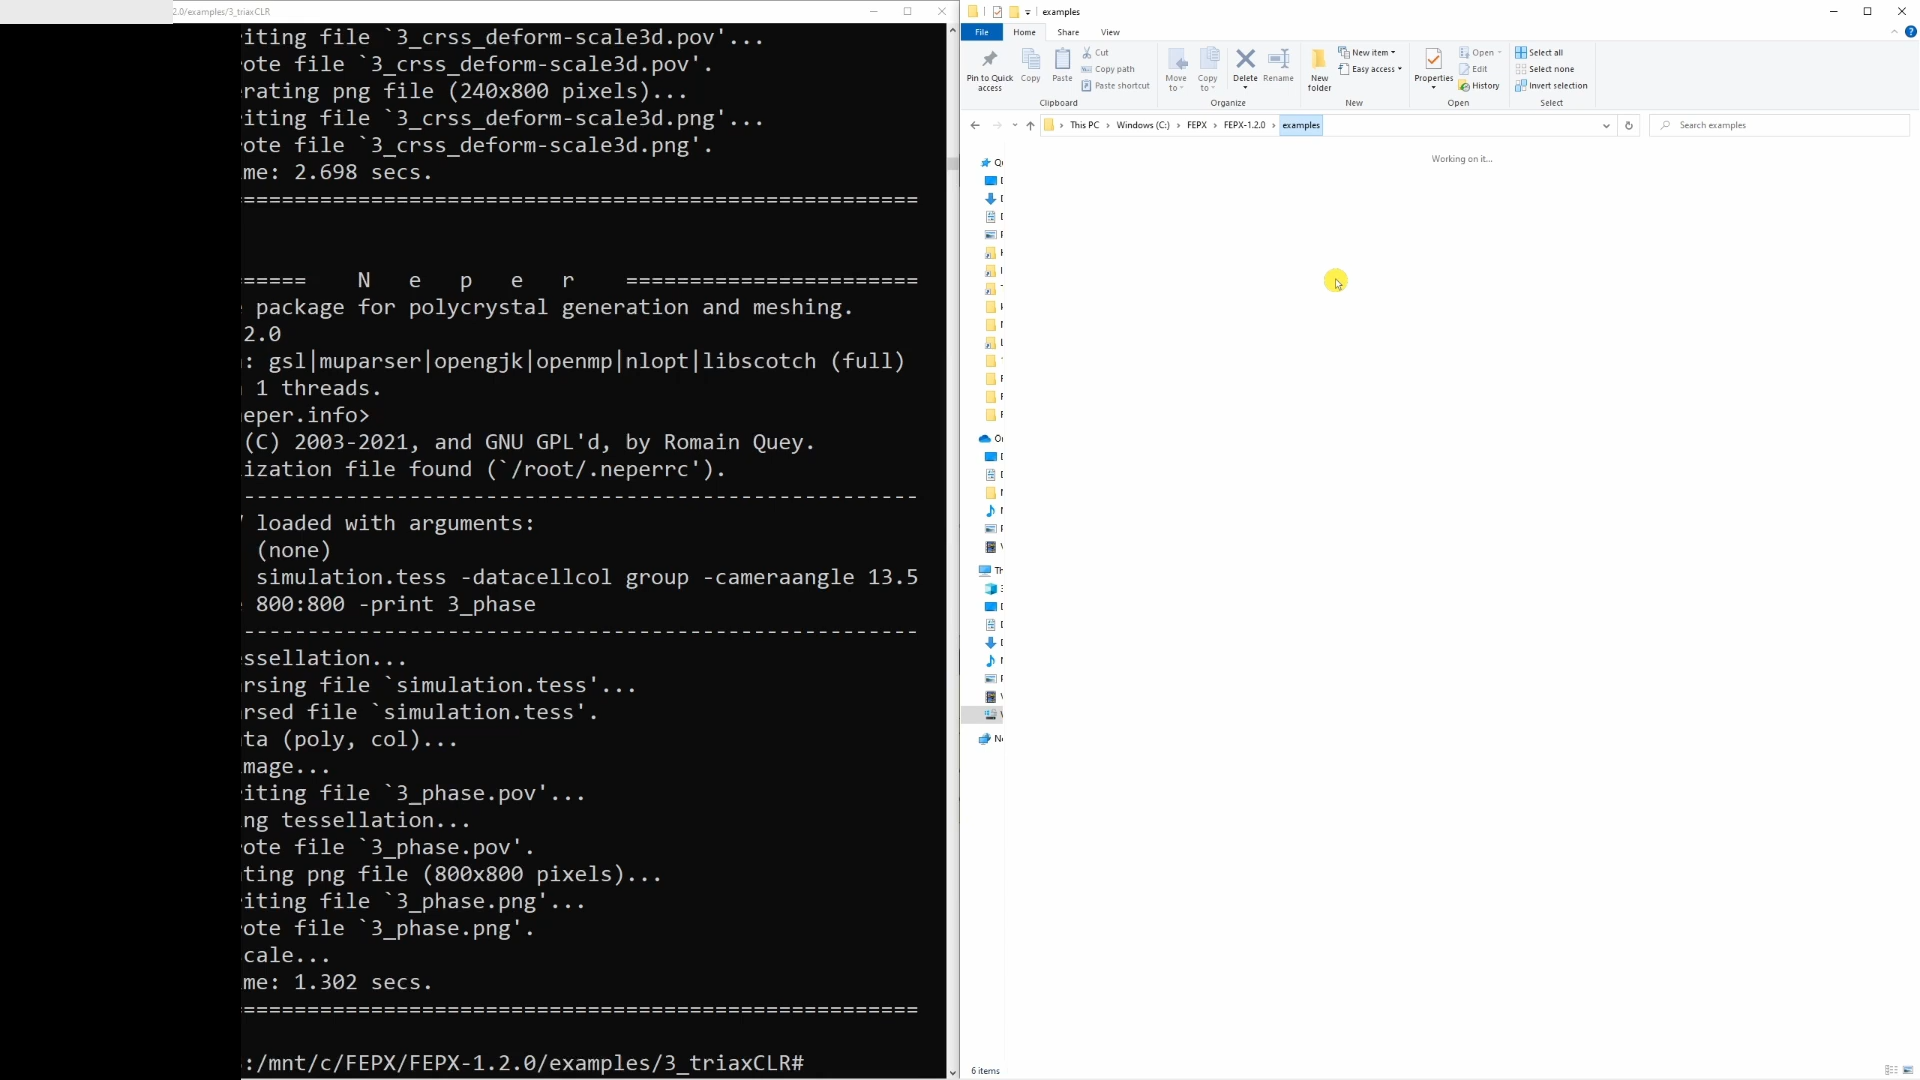 2.0/examples/3_triaxCLR
iting file `3_crss_deform-scale3d.pov'...
ote file `3_crss_deform-scale3d.pov'.
erating png file (240x800 pixels)...
iting file `3_crss_deform-scale3d.png'...
ote file `3_crss_deform-scale3d.png'.
me: 2.698 secs.
=====================================================
===== N e p e r =======================
package for polycrystal generation and meshing.
2.0
: gsl|muparser|opengjk|openmp|nlopt|libscotch (full)
1 threads.
eper.info>
(C) 2003-2021, and GNU GPL'd, by Romain Quey.
ization file found (`/root/.neperrc').
-----------------------------------------------------
loaded with arguments:
(none)
simulation.tess -datacellcol group -cameraangle 13.5
800:800 -print 3_phase
-----------------------------------------------------
ssellation...
rsing file `simulation.tess'...
rsed file `simulation.tess'.
ta (poly, col)...
mage...
iting file `3_phase.pov'...
ng tessellation...
ote file `3_phase.pov'.
ting png file (800x800 pixels)...
iting file `3_phase.png'...
ote file `3_phase.png'.
cale...
me: 1.302 secs.
=====================================================
:/mnt/c/FEPX/FEPX-1.2.0/examples/3_triaxCLR#
examples
File Home Share View
Pin to Quick access
Copy
Paste
Cut
Copy path
Paste shortcut
Clipboard
Move to
Copy to
Delete
Rename
Organize
New folder
New item
Easy access
New
Properties
Open
Edit
History
Open
Select all
Select none
Invert selection
Select
This PC > Windows (C:) > FEPX > FEPX-1.2.0 > examples
Search examples
Working on it...
6 items